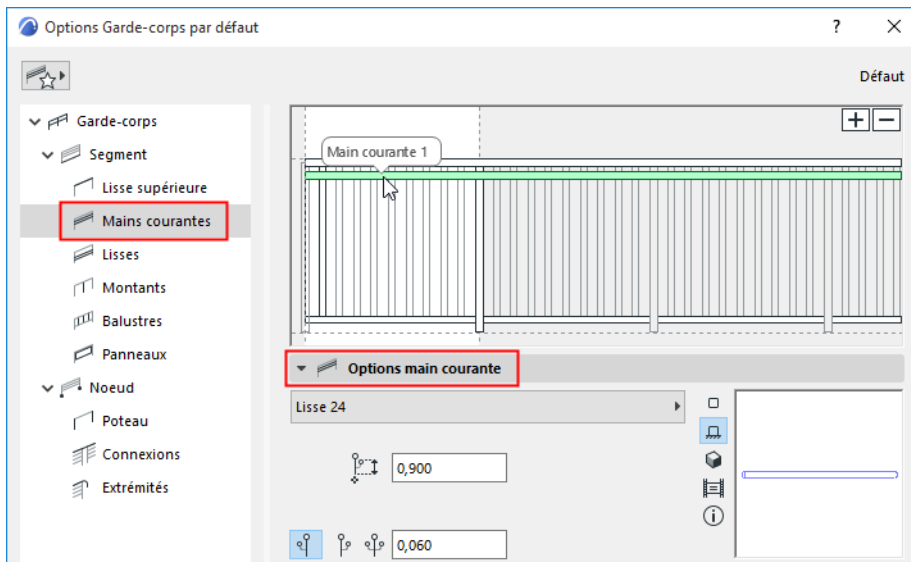 Options Garde-corps par défaut
?
Défaut
Garde-corps
Segment
Lisse supérieure
Mains courantes
Lisses
Montants
Balustres
Panneaux
Noeud
Poteau
Connexions
Extrémités
Main courante 1
Options main courante
Lisse 24
0,900
0,060